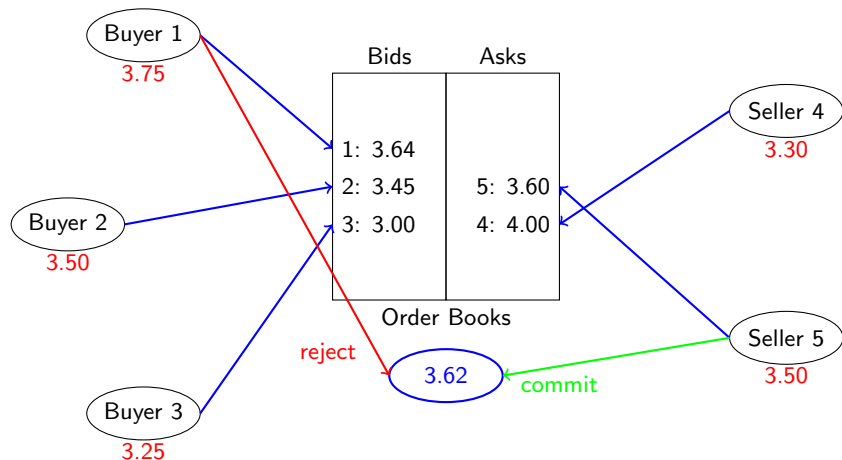 Buyer 1
3.75
Bids
Asks
Seller 4
3.30
1: 3.64
2: 3.45
5: 3.60
3: 3.00
4: 4.00
Buyer 2
3.50
Order Books
Seller 5
3.50
reject
3.62
commit
Buyer 3
3.25